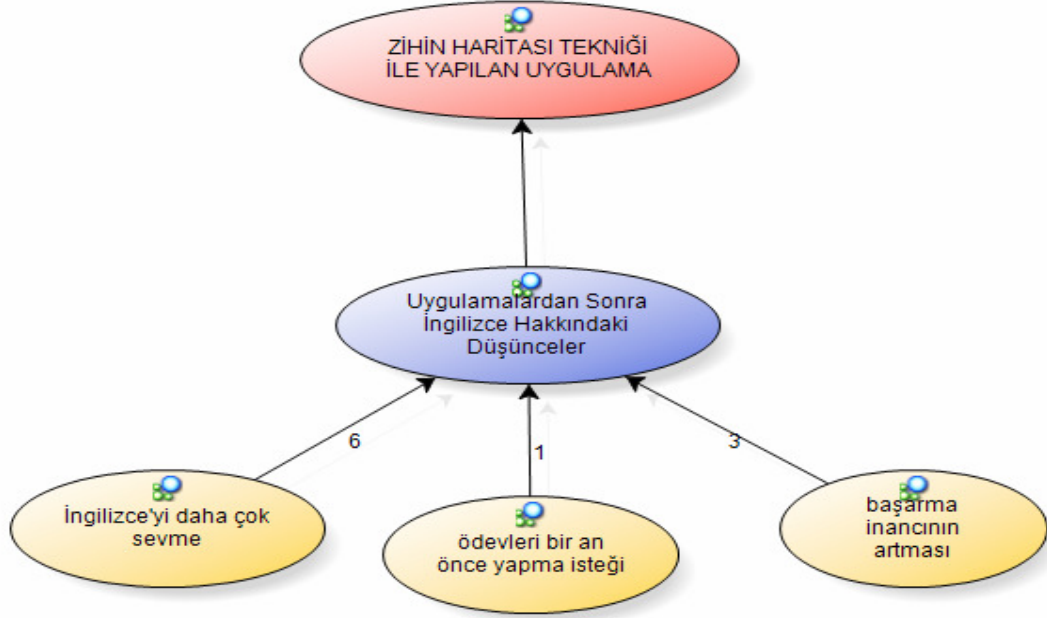 ZİHİN HARİTASI TEKNİĞİ
İLE YAPILAN UYGULAMA
Uygulamalardan Sonra
İngilizce Hakkındaki
Düşünceler
6
1
3
İngilizce'yi daha çok
sevme
ödevleri bir an
önce yapma isteği
başarma
inancının
artması